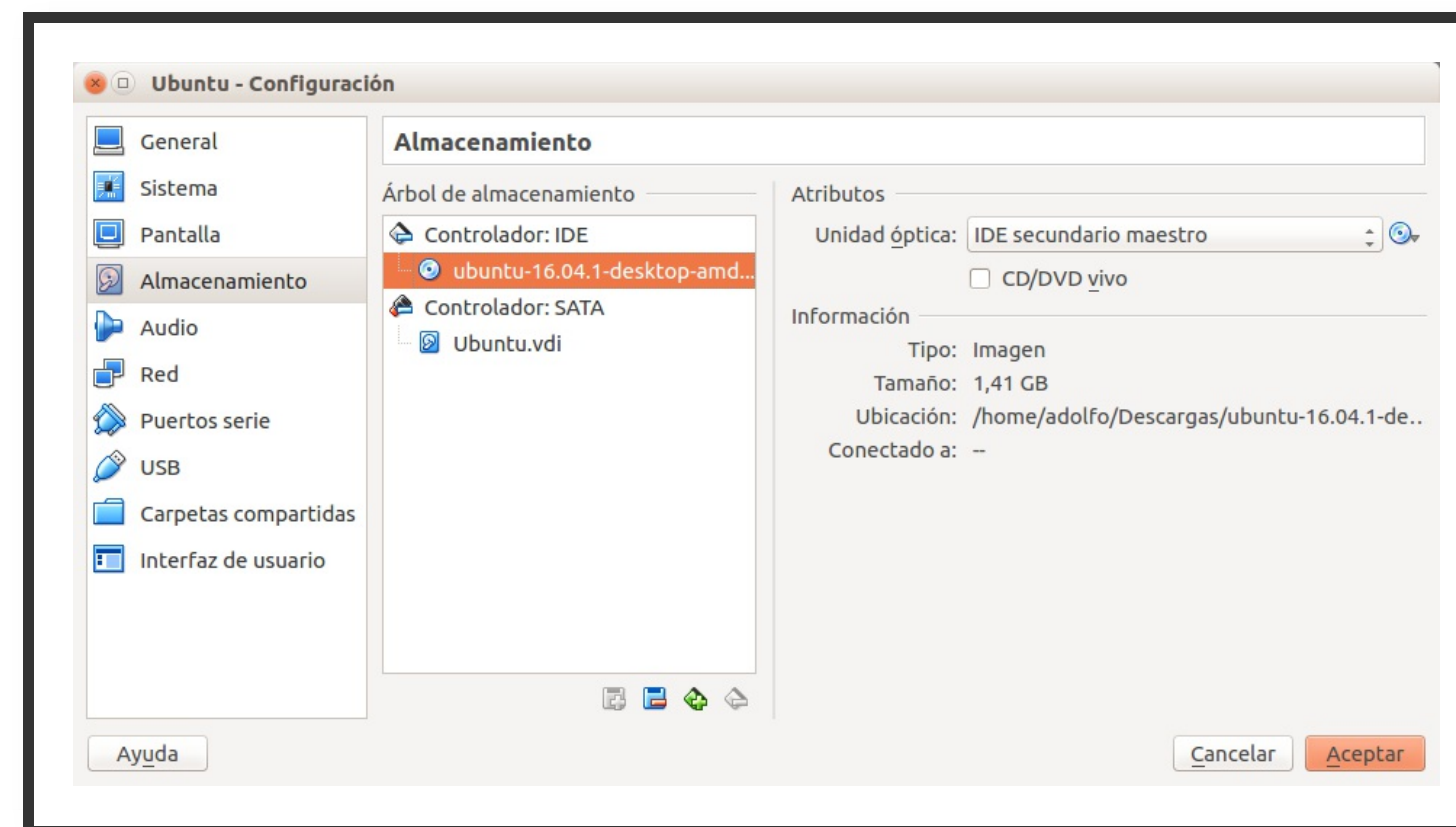 Ubuntu - Configuración
General
Sistema
Pantalla
Almacenamiento
Audio
Red
Puertos serie
USB
Carpetas compartidas
Interfaz de usuario
Almacenamiento
Árbol de almacenamiento
Controlador: IDE
ubuntu-16.04.1-desktop-amd...
Controlador: SATA
Ubuntu.vdi
Atributos
Unidad óptica: IDE secundario maestro
CD/DVD vivo
Información
Tipo: Imagen
Tamaño: 1,41 GB
Ubicación: /home/adolfo/Descargas/ubuntu-16.04.1-de..
Conectado a: --
Ayuda
Cancelar
Aceptar